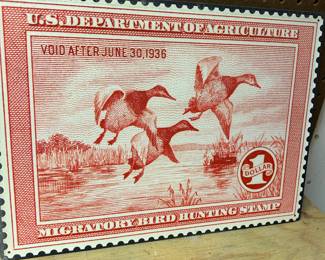 U.S. DEPARTMENT OF AGRICULTURE
VOID AFTER JUNE 30, 1936
1
DOLLAR
MIGRATORY BIRD HUNTING STAMP